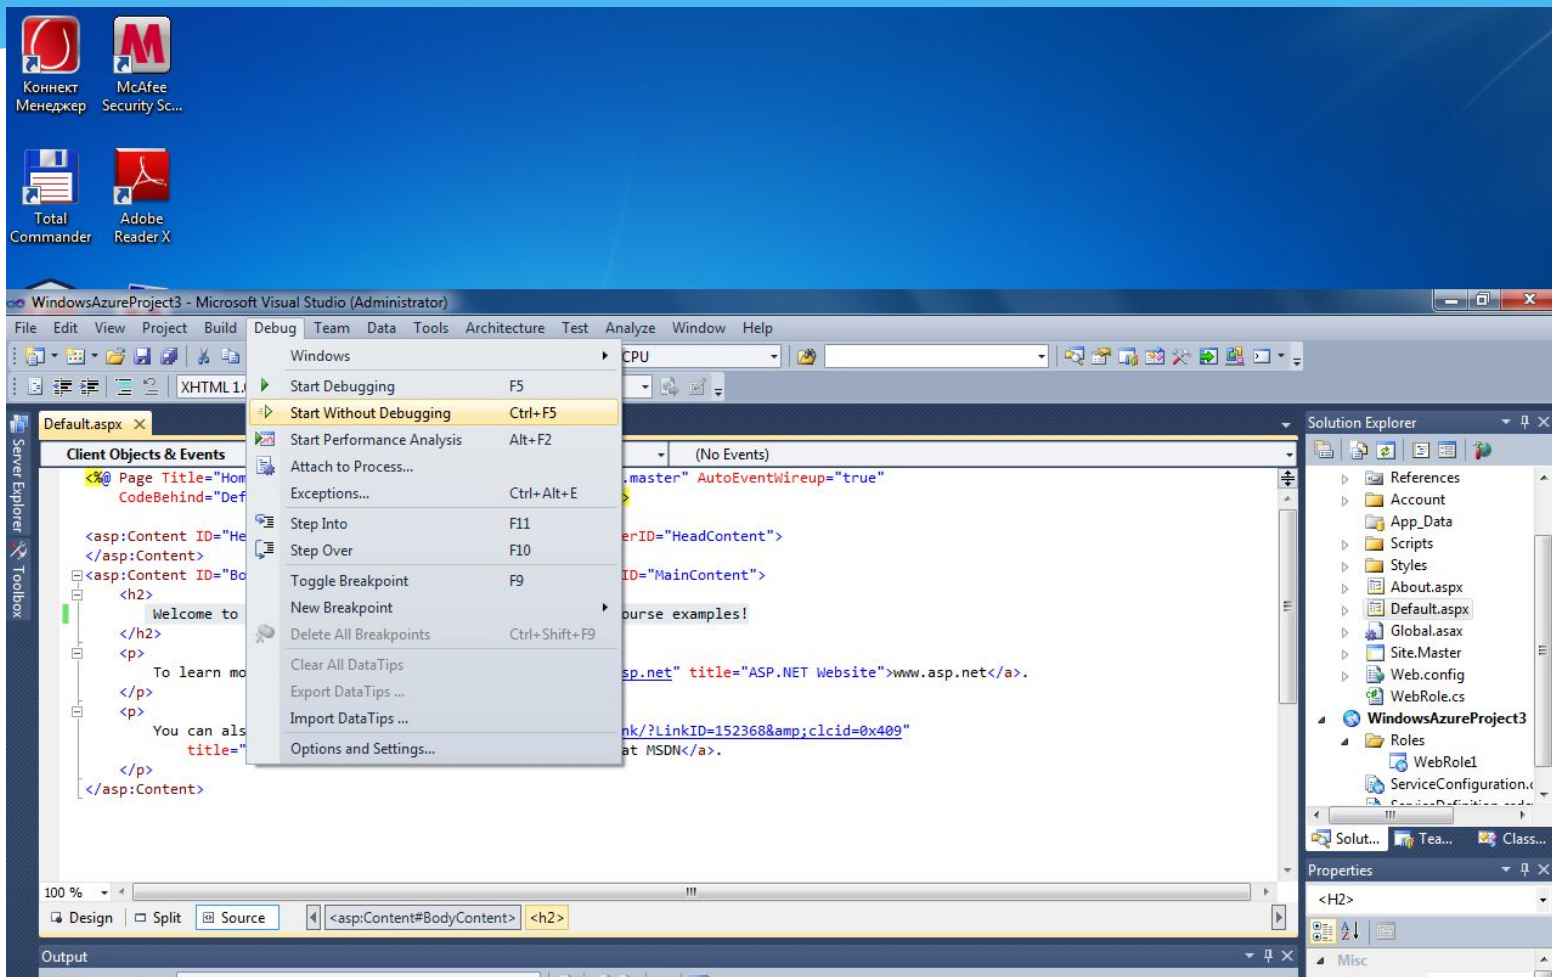 Коннект
Менеджер
McAfee
Security Sc...
Total
Commander
Adobe
Reader X
WindowsAzureProject3 - Microsoft Visual Studio (Administrator)
File Edit View Project Build Debug Team Data Tools Architecture Test Analyze Window Help
CPU
XHTML 1.
Windows
Start Debugging F5
Start Without Debugging Ctrl+F5
Start Performance Analysis Alt+F2
Attach to Process...
Exceptions... Ctrl+Alt+E
Step Into F11
Step Over F10
Toggle Breakpoint F9
New Breakpoint
Delete All Breakpoints Ctrl+Shift+F9
Clear All DataTips
Export DataTips ...
Import DataTips ...
Options and Settings...
Server Explorer
Toolbox
Default.aspx
Client Objects & Events (No Events)
<%@ Page Title="Hom .master" AutoEventWireup="true"
CodeBehind="Def >
<asp:Content ID="He erID="HeadContent">
</asp:Content>
<asp:Content ID="Bo ID="MainContent">
<h2>
Welcome to ourse examples!
</h2>
<p>
To learn mo sp.net" title="ASP.NET Website">www.asp.net</a>.
</p>
<p>
You can als nk/?LinkID=152368&amp;clcid=0x409"
title=" at MSDN</a>.
</p>
</asp:Content>
100 %
Design Split Source <asp:Content#BodyContent> <h2>
Output
Solution Explorer
References
Account
App_Data
Scripts
Styles
About.aspx
Default.aspx
Global.asax
Site.Master
Web.config
WebRole.cs
WindowsAzureProject3
Roles
WebRole1
ServiceConfiguration.c
Solut... Tea... Class...
Properties
<H2>
Misc